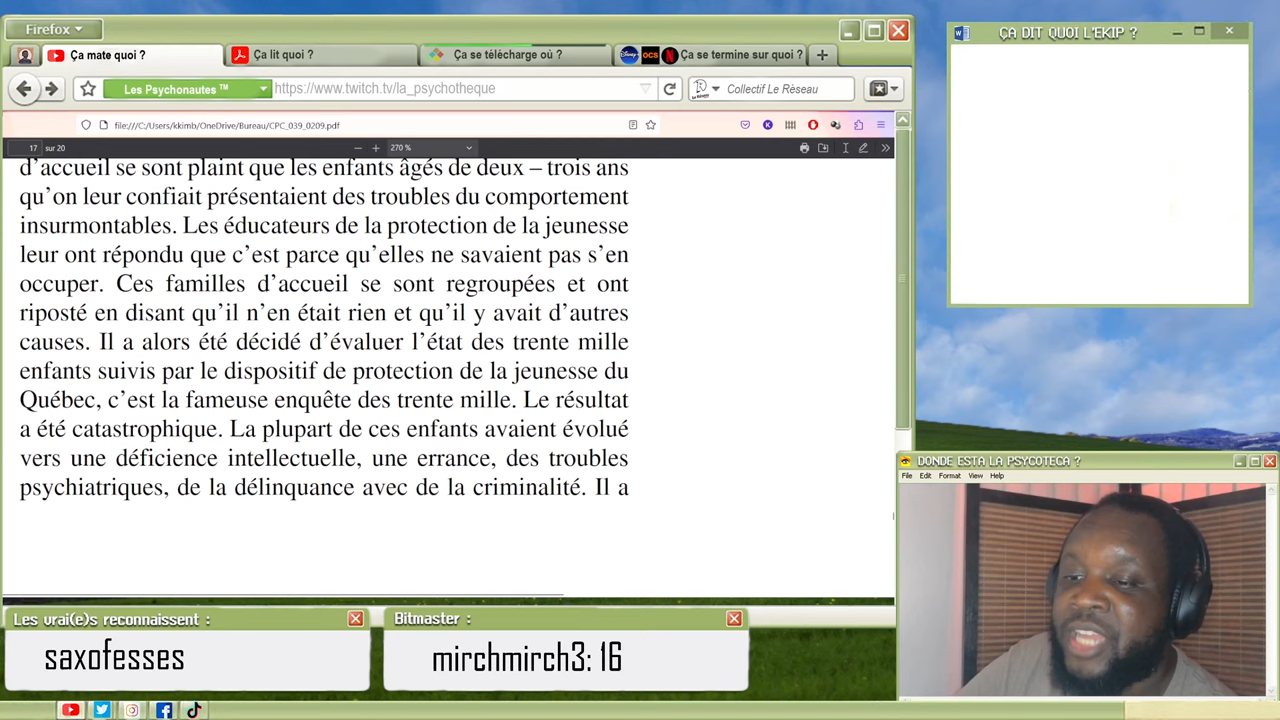 Firefox
Ça mate quoi ?
Ça lit quoi ?
Ça se télécharge où ?
Disney+
OCS
Ça se termine sur quoi ?
Les Psychonautes ™
https://www.twitch.tv/la_psychotheque
Collectif Le Réseau
file:///C:/Users/kkimb/OneDrive/Bureau/CPC_039_0209.pdf
17 sur 20
270 %
d’accueil se sont plaint que les enfants âgés de deux – trois ans
qu’on leur confiait présentaient des troubles du comportement
insurmontables. Les éducateurs de la protection de la jeunesse
leur ont répondu que c’est parce qu’elles ne savaient pas s’en
occuper. Ces familles d’accueil se sont regroupées et ont
riposté en disant qu’il n’en était rien et qu’il y avait d’autres
causes. Il a alors été décidé d’évaluer l’état des trente mille
enfants suivis par le dispositif de protection de la jeunesse du
Québec, c’est la fameuse enquête des trente mille. Le résultat
a été catastrophique. La plupart de ces enfants avaient évolué
vers une déficience intellectuelle, une errance, des troubles
psychiatriques, de la délinquance avec de la criminalité. Il a
ÇA DIT QUOI L'EKIP ?
DONDE ESTA LA PSYCOTECA ?
File Edit Format View Help
Les vrai(e)s reconnaissent :
saxofesses
Bitmaster :
mirchmirch3: 16